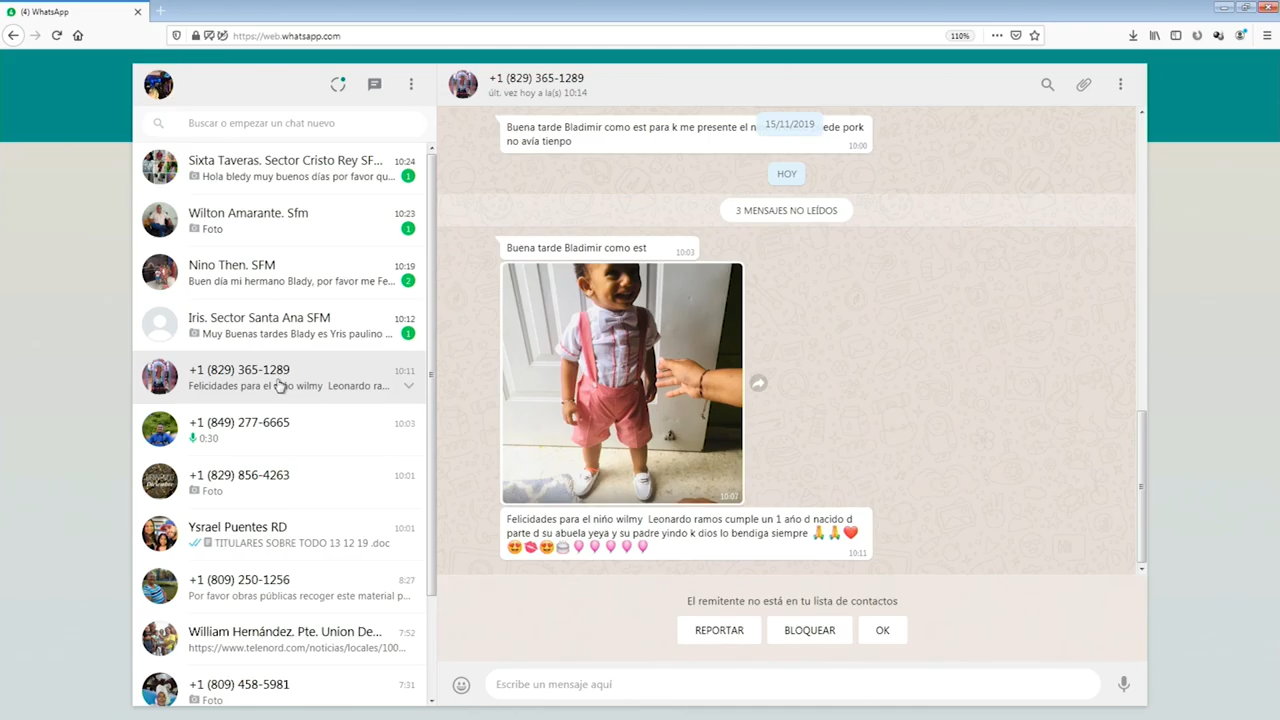 (4) WhatsApp
https://web.whatsapp.com
110%
+1 (829) 365-1289
últ. vez hoy a la(s) 10:14
Buscar o empezar un chat nuevo
Sixta Taveras. Sector Cristo Rey SF... 10:24
Hola bledy muy buenos días por favor qu... 1
Wilton Amarante. Sfm 10:23
Foto 1
Nino Then. SFM 10:19
Buen día mi hermano Blady, por favor me Fe... 2
Iris. Sector Santa Ana SFM 10:12
Muy Buenas tardes Blady es Yris paulino ... 1
+1 (829) 365-1289 10:11
Felicidades para el niño wilmy Leonardo ra...
+1 (849) 277-6665 10:03
0:30
+1 (829) 856-4263 10:01
Foto
Ysrael Puentes RD 10:01
TITULARES SOBRE TODO 13 12 19 .doc
+1 (809) 250-1256 8:27
Por favor obras públicas recoger este material p...
William Hernández. Pte. Union De... 7:52
https://www.telenord.com/noticias/locales/100...
+1 (809) 458-5981 7:31
Foto
15/11/2019
Buena tarde Bladimir como est para k me presente el n ede pork
no avía tienpo 10:00
HOY
3 MENSAJES NO LEÍDOS
Buena tarde Bladimir como est 10:03
10:07
Felicidades para el niño wilmy Leonardo ramos cumple un 1 año d nacido d
parte d su abuela yeya y su padre yindo k dios lo bendiga siempre 🙏 🙏 ❤️
😍💋😍🎂🎈🎈🎈🎈🎈 10:11
El remitente no está en tu lista de contactos
REPORTAR BLOQUEAR OK
Escribe un mensaje aquí